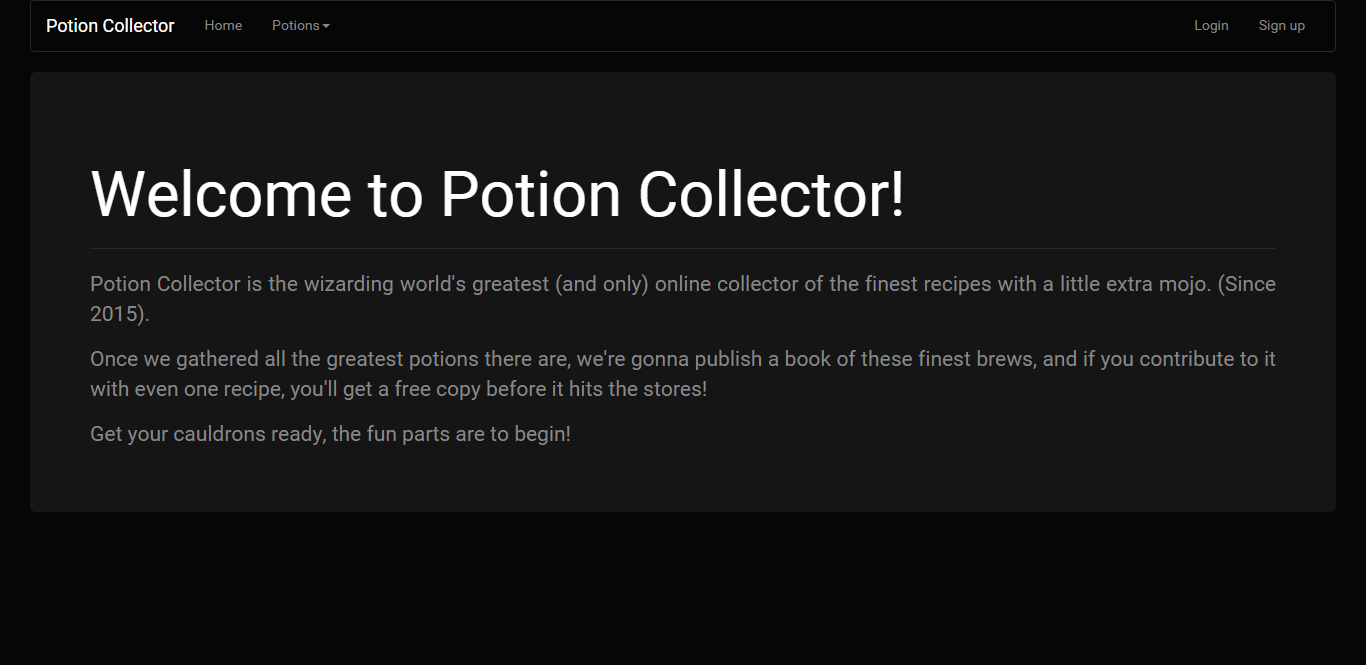 Potion Collector Home Potions Login Sign up
Welcome to Potion Collector!
Potion Collector is the wizarding world's greatest (and only) online collector of the finest recipes with a little extra mojo. (Since
2015).
Once we gathered all the greatest potions there are, we're gonna publish a book of these finest brews, and if you contribute to it
with even one recipe, you'll get a free copy before it hits the stores!
Get your cauldrons ready, the fun parts are to begin!